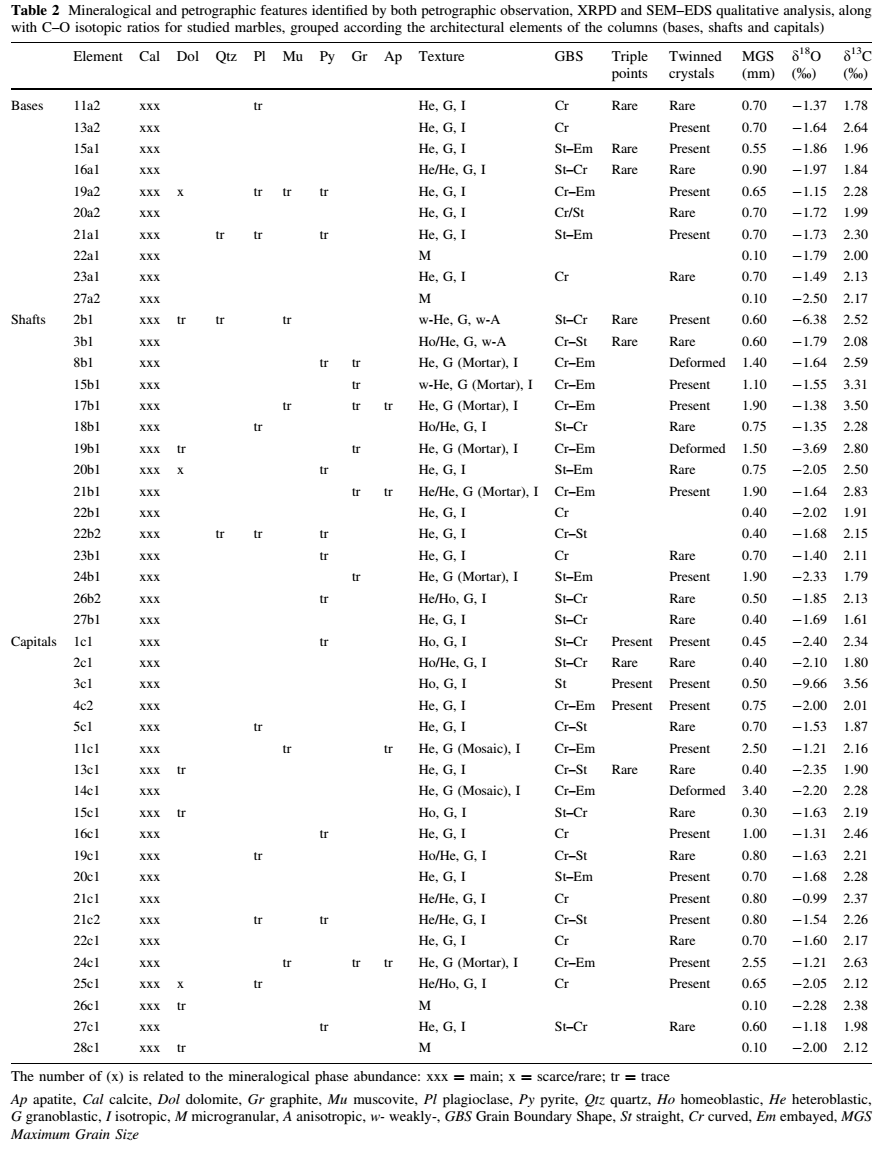 Table 2 Mineralogical and petrographic features identified by both petrographic observation, XRPD and SEM–EDS qualitative analysis, along
with C–O isotopic ratios for studied marbles, grouped according the architectural elements of the columns (bases, shafts and capitals)
Element Cal Dol Qtz Pl Mu Py Gr Ap Texture GBS Triple points Twinned crystals MGS (mm) δ18O (‰) δ13C (‰)
Bases 11a2 xxx tr He, G, I Cr Rare Rare 0.70 −1.37 1.78
13a2 xxx He, G, I Cr Present 0.70 −1.64 2.64
15a1 xxx He, G, I St–Em Rare Present 0.55 −1.86 1.96
16a1 xxx He/He, G, I St–Cr Rare Rare 0.90 −1.97 1.84
19a2 xxx x tr tr tr He, G, I Cr–Em Present 0.65 −1.15 2.28
20a2 xxx He, G, I Cr/St Rare 0.70 −1.72 1.99
21a1 xxx tr tr tr He, G, I St–Em Present 0.70 −1.73 2.30
22a1 xxx M 0.10 −1.79 2.00
23a1 xxx He, G, I Cr Rare 0.70 −1.49 2.13
27a2 xxx M 0.10 −2.50 2.17
Shafts 2b1 xxx tr tr tr w-He, G, w-A St–Cr Rare Present 0.60 −6.38 2.52
3b1 xxx Ho/He, G, w-A Cr–St Rare Rare 0.60 −1.79 2.08
8b1 xxx tr tr He, G (Mortar), I Cr–Em Deformed 1.40 −1.64 2.59
15b1 xxx tr w-He, G (Mortar), I Cr–Em Present 1.10 −1.55 3.31
17b1 xxx tr tr tr He, G (Mortar), I Cr–Em Present 1.90 −1.38 3.50
18b1 xxx tr Ho/He, G, I St–Cr Rare 0.75 −1.35 2.28
19b1 xxx tr tr He, G (Mortar), I Cr–Em Deformed 1.50 −3.69 2.80
20b1 xxx x tr He, G, I St–Em Rare 0.75 −2.05 2.50
21b1 xxx tr tr He/He, G (Mortar), I Cr–Em Present 1.90 −1.64 2.83
22b1 xxx He, G, I Cr 0.40 −2.02 1.91
22b2 xxx tr tr tr He, G, I Cr–St 0.40 −1.68 2.15
23b1 xxx tr He, G, I Cr Rare 0.70 −1.40 2.11
24b1 xxx tr He, G (Mortar), I St–Em Present 1.90 −2.33 1.79
26b2 xxx tr He/Ho, G, I St–Cr Rare 0.50 −1.85 2.13
27b1 xxx He, G, I St–Cr Rare 0.40 −1.69 1.61
Capitals 1c1 xxx tr Ho, G, I St–Cr Present Present 0.45 −2.40 2.34
2c1 xxx Ho/He, G, I St–Cr Rare Rare 0.40 −2.10 1.80
3c1 xxx Ho, G, I St Present Present 0.50 −9.66 3.56
4c2 xxx He, G, I Cr–Em Present Present 0.75 −2.00 2.01
5c1 xxx tr He, G, I Cr–St Rare 0.70 −1.53 1.87
11c1 xxx tr tr He, G (Mosaic), I Cr–Em Present 2.50 −1.21 2.16
13c1 xxx tr He, G, I Cr–St Rare Rare 0.40 −2.35 1.90
14c1 xxx He, G (Mosaic), I Cr–Em Deformed 3.40 −2.20 2.28
15c1 xxx tr Ho, G, I St–Cr Rare 0.30 −1.63 2.19
16c1 xxx tr He, G, I Cr Present 1.00 −1.31 2.46
19c1 xxx tr Ho/He, G, I Cr–St Rare 0.80 −1.63 2.21
20c1 xxx He, G, I St–Em Present 0.70 −1.68 2.28
21c1 xxx He/He, G, I Cr Present 0.80 −0.99 2.37
21c2 xxx tr tr He/He, G, I Cr–St Present 0.80 −1.54 2.26
22c1 xxx He, G, I Cr Rare 0.70 −1.60 2.17
24c1 xxx tr tr tr He, G (Mortar), I Cr–Em Present 2.55 −1.21 2.63
25c1 xxx x tr He/Ho, G, I Cr Present 0.65 −2.05 2.12
26c1 xxx tr M 0.10 −2.28 2.38
27c1 xxx tr He, G, I St–Cr Rare 0.60 −1.18 1.98
28c1 xxx tr M 0.10 −2.00 2.12
The number of (x) is related to the mineralogical phase abundance: xxx = main; x = scarce/rare; tr = trace
Ap apatite, Cal calcite, Dol dolomite, Gr graphite, Mu muscovite, Pl plagioclase, Py pyrite, Qtz quartz, Ho homeoblastic, He heteroblastic,
G granoblastic, I isotropic, M microgranular, A anisotropic, w- weakly-, GBS Grain Boundary Shape, St straight, Cr curved, Em embayed, MGS
Maximum Grain Size